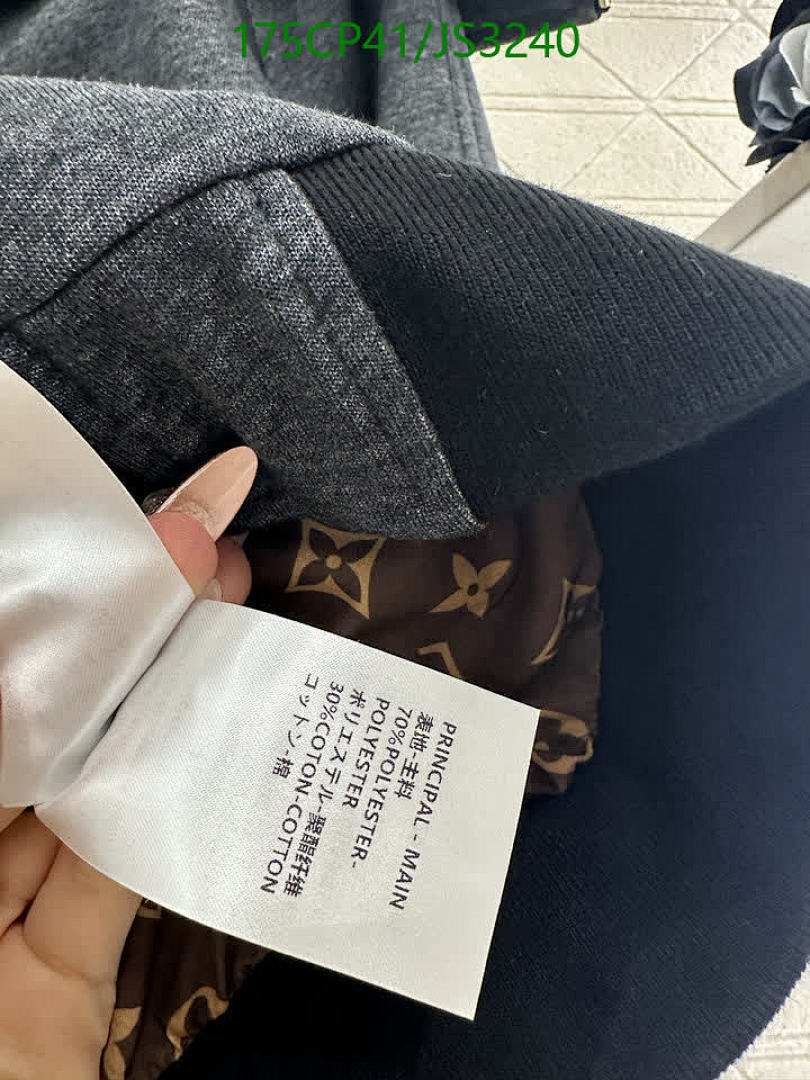 175CP41/JS3240
PRINCIPAL - MAIN
表地-主料
70%POLYESTER-
POLYESTER
ポリエステル-聚酯纤维
30%COTON-COTTON
コットン-棉